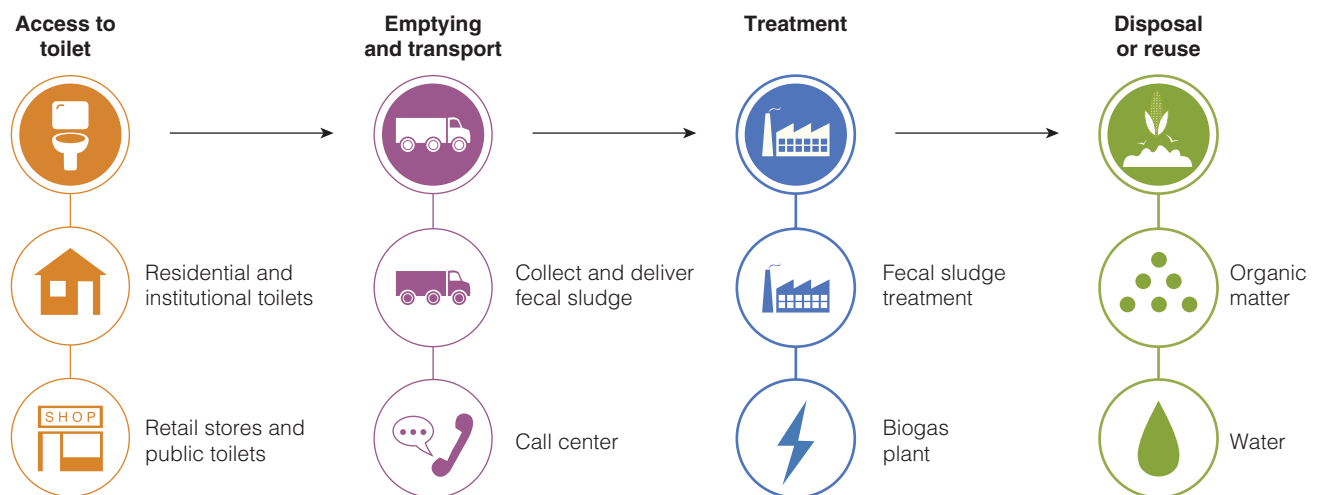 Access to
toilet
Emptying
and transport
Treatment
Disposal
or reuse
Residential and
institutional toilets
Collect and deliver
fecal sludge
Fecal sludge
treatment
Organic
matter
SHOP
Retail stores and
public toilets
Call center
Biogas
plant
Water